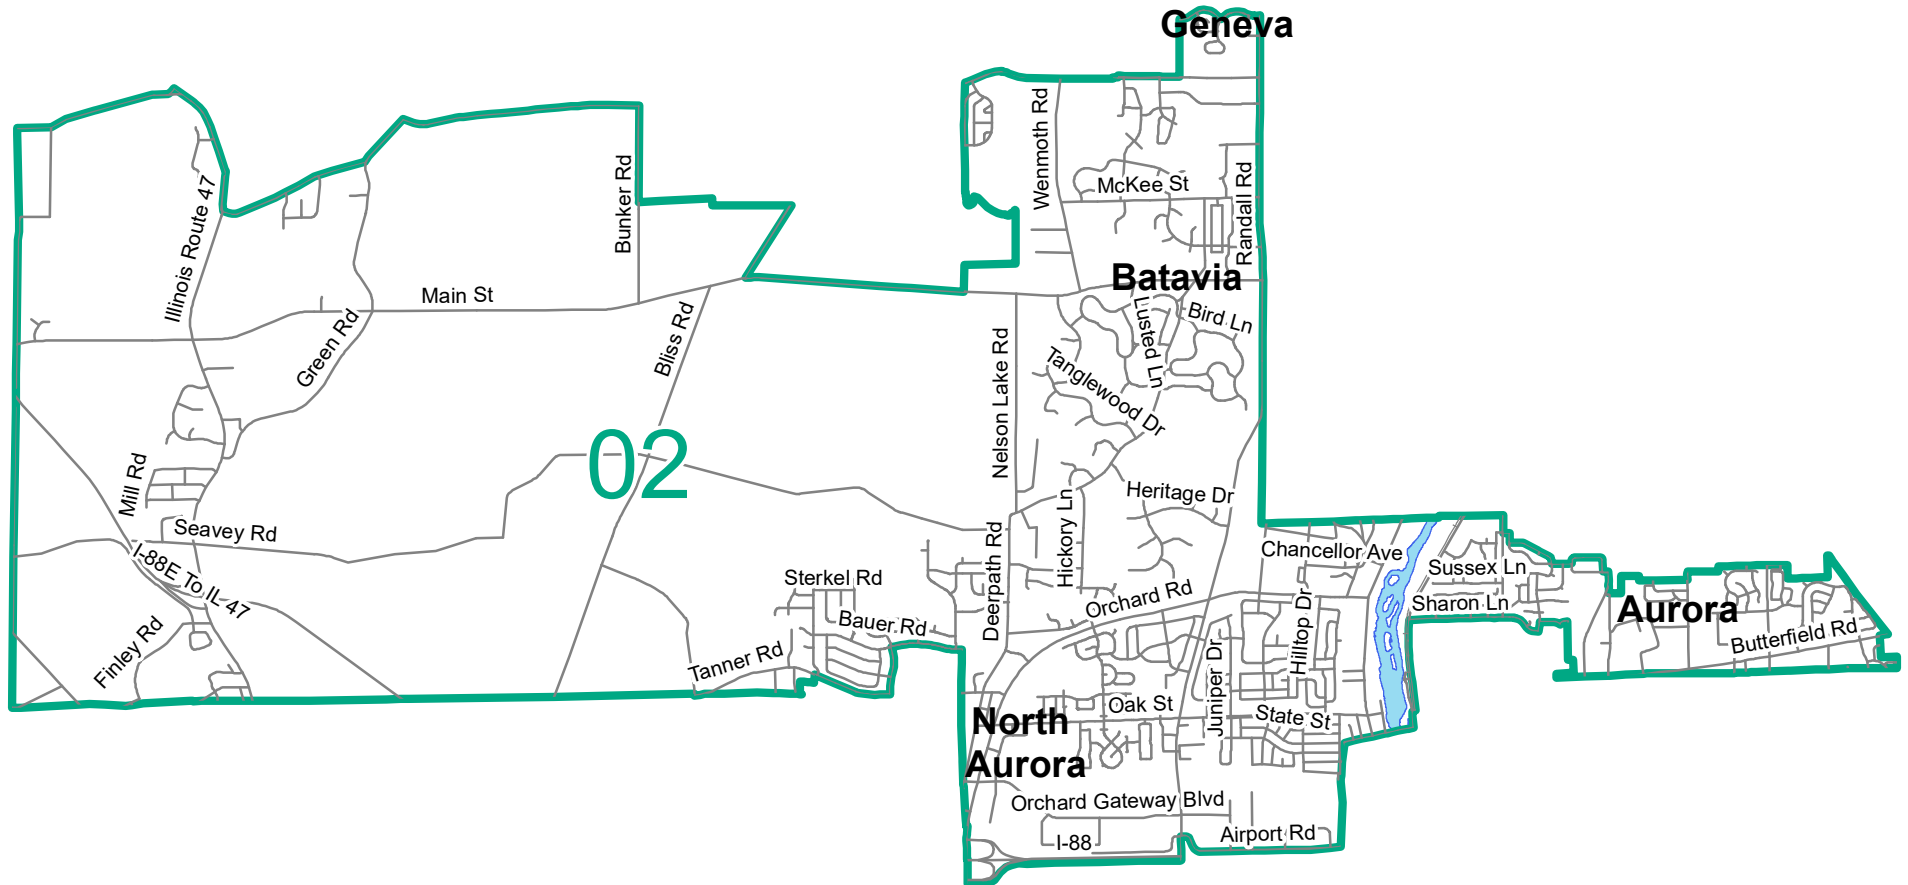 Geneva
Wenmoth Rd
McKee St
Randall Rd
Bunker Rd
Illinois Route 47
Batavia
Main St
Green Rd
Bliss Rd
Nelson Lake Rd
Lusted Ln
Bird Ln
Tanglewood Dr
02
Mill Rd
Seavey Rd
Heritage Dr
Hickory Ln
Deerpath Rd
I-88E To IL 47
Finley Rd
Sterkel Rd
Bauer Rd
Tanner Rd
Orchard Rd
Chancellor Ave
Sussex Ln
Sharon Ln
Hilltop Dr
Juniper Dr
Aurora
Butterfield Rd
Oak St
State St
North
Aurora
Orchard Gateway Blvd
I-88
Airport Rd